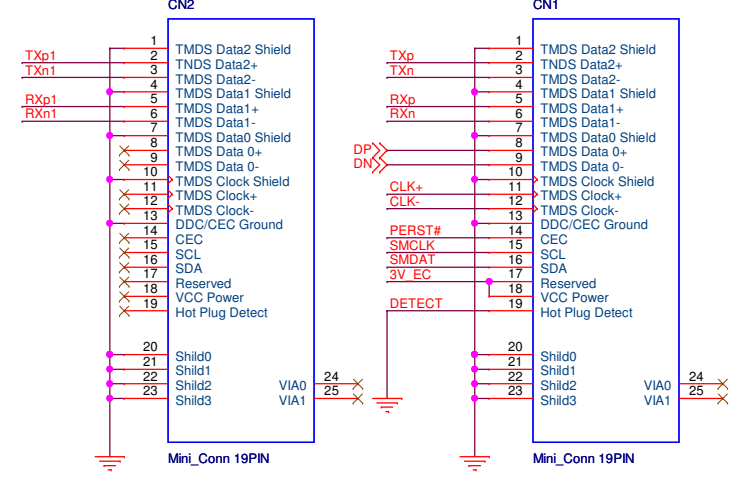 CN2
TXp1
TXn1
RXp1
RXn1
1 TMDS Data2 Shield
2 TNDS Data2+
3 TMDS Data2-
4 TMDS Data1 Shield
5 TMDS Data1+
6 TMDS Data1-
7 TMDS Data0 Shield
8 TMDS Data 0+
9 TMDS Data 0-
10 TMDS Clock Shield
11 TMDS Clock+
12 TMDS Clock-
13 DDC/CEC Ground
14 CEC
15 SCL
16 SDA
17 Reserved
18 VCC Power
19 Hot Plug Detect
20 Shild0
21 Shild1
22 Shild2
23 Shild3
VIA0 24
VIA1 25
Mini_Conn 19PIN
CN1
TXp
TXn
RXp
RXn
DP
DN
CLK+
CLK-
PERST#
SMCLK
SMDAT
3V_EC
DETECT
1 TMDS Data2 Shield
2 TNDS Data2+
3 TMDS Data2-
4 TMDS Data1 Shield
5 TMDS Data1+
6 TMDS Data1-
7 TMDS Data0 Shield
8 TMDS Data 0+
9 TMDS Data 0-
10 TMDS Clock Shield
11 TMDS Clock+
12 TMDS Clock-
13 DDC/CEC Ground
14 CEC
15 SCL
16 SDA
17 Reserved
18 VCC Power
19 Hot Plug Detect
20 Shild0
21 Shild1
22 Shild2
23 Shild3
VIA0 24
VIA1 25
Mini_Conn 19PIN